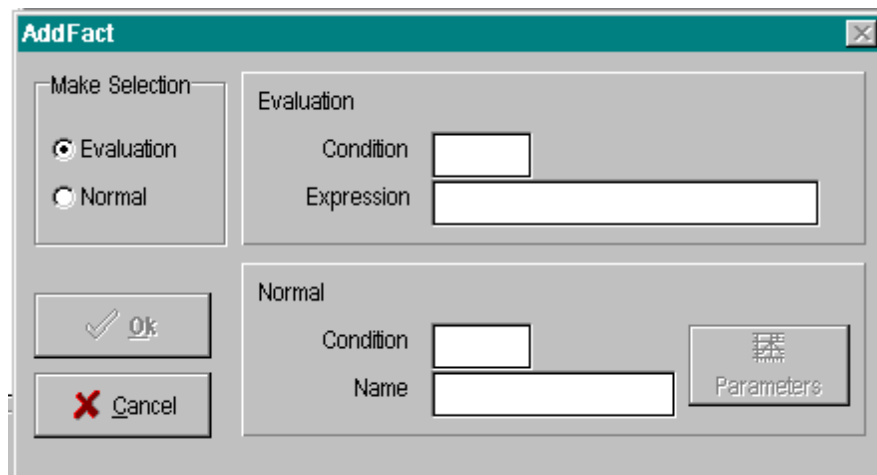 AddFact
Make Selection
Evaluation
Normal
Evaluation
Condition
Expression
Normal
Condition
Name
Parameters
Ok
Cancel